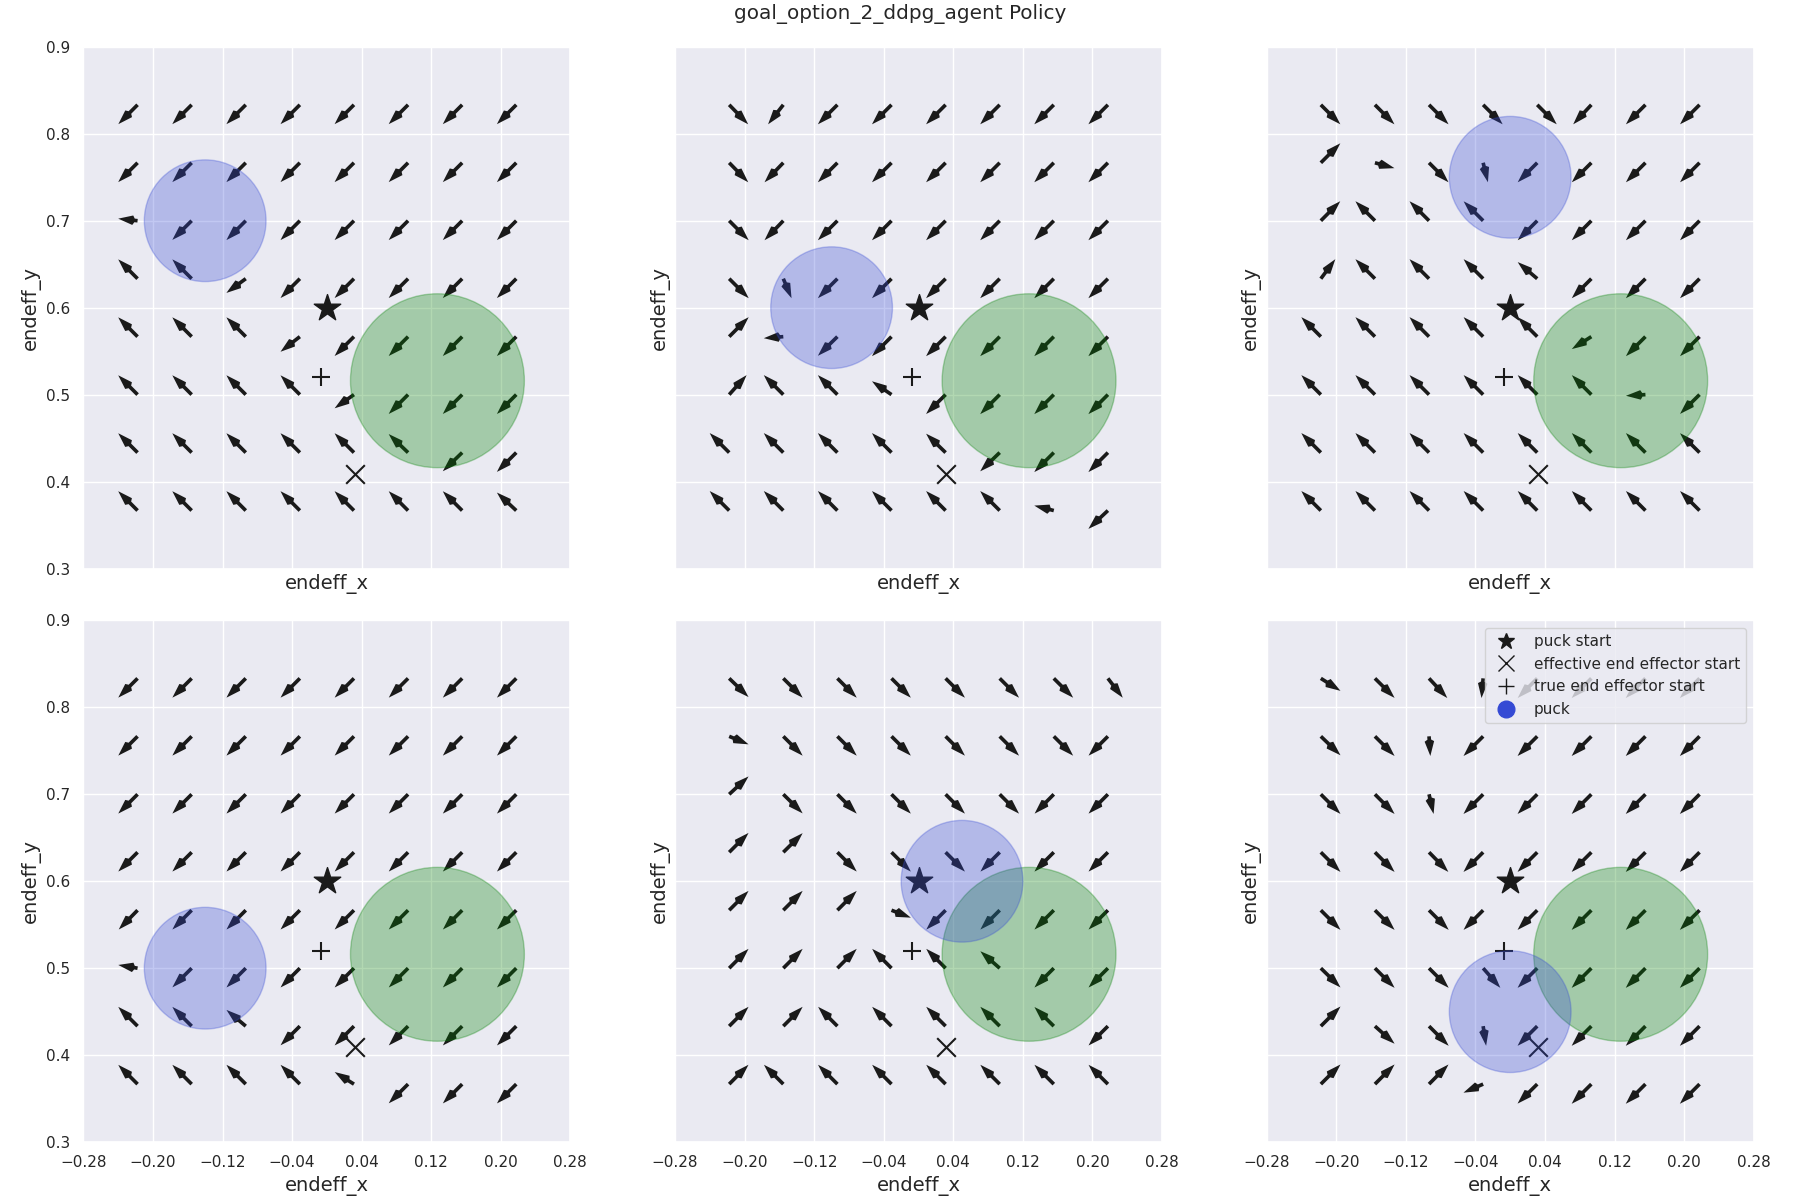 goal_option_2_ddpg_agent Policy
0.9
0.8
0.7
0.6
0.5
0.4
0.3
endeff_y
endeff_x
endeff_y
endeff_x
endeff_y
endeff_x
0.9
0.8
0.7
0.6
0.5
0.4
0.3
endeff_y
−0.28 −0.20 −0.12 −0.04 0.04 0.12 0.20 0.28
endeff_x
endeff_y
−0.28 −0.20 −0.12 −0.04 0.04 0.12 0.20 0.28
endeff_x
puck start
effective end effector start
true end effector start
puck
endeff_y
−0.28 −0.20 −0.12 −0.04 0.04 0.12 0.20 0.28
endeff_x